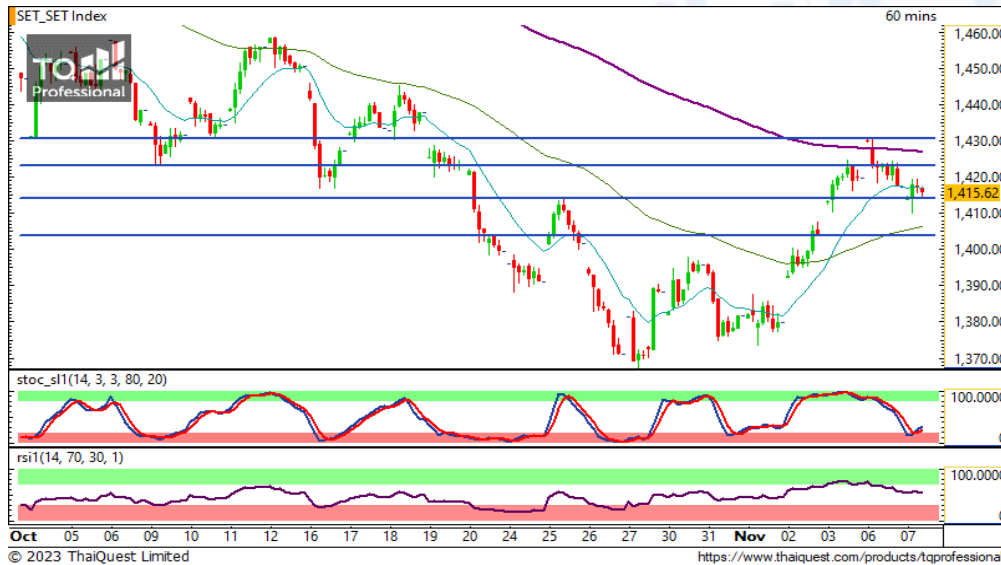 SET_SET Index
60 mins
TQ
Professional
1,460.00
1,450.00
1,440.00
1,430.00
1,420.00
1,415.62
1,410.00
1,400.00
1,390.00
1,380.00
1,370.00
stoc_sl1(14, 3, 3, 80, 20)
100.0000
rsi1(14, 70, 30, 1)
100.0000
Oct 05 06 09 10 11 12 16 17 18 19 20 24 25 26 27 30 31 Nov 02 03 06 07
© 2023 ThaiQuest Limited
https://www.thaiquest.com/products/tqprofessional